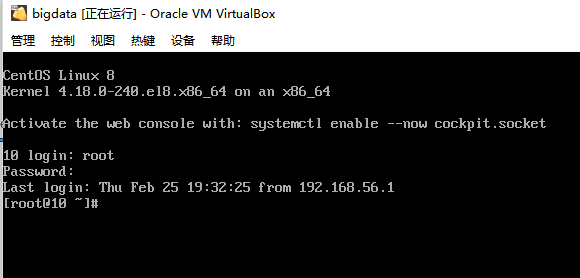 bigdata [正在运行] - Oracle VM VirtualBox
管理 控制 视图 热键 设备 帮助
CentOS Linux 8
Kernel 4.18.0-240.el8.x86_64 on an x86_64
Activate the web console with: systemctl enable --now cockpit.socket
10 login: root
Password:
Last login: Thu Feb 25 19:32:25 from 192.168.56.1
[root@10 ~]#